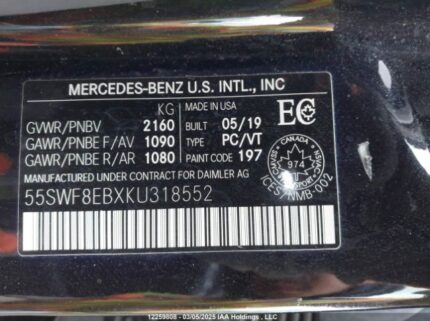 MERCEDES-BENZ U.S. INTL., INC
KG
MADE IN USA
GVWR/PNBV 2160
BUILT 05/19
GAWR/PNBE F/AV 1090
TYPE PC/VT
GAWR/PNBE R/AR 1080
PAINT CODE 197
MANUFACTURED UNDER CONTRACT FOR DAIMLER AG
55SWF8EBXKU318552
EC
CANADA
974
ICES/NMB-002
12259808 - 03/05/2025 IAA Holdings . LLC